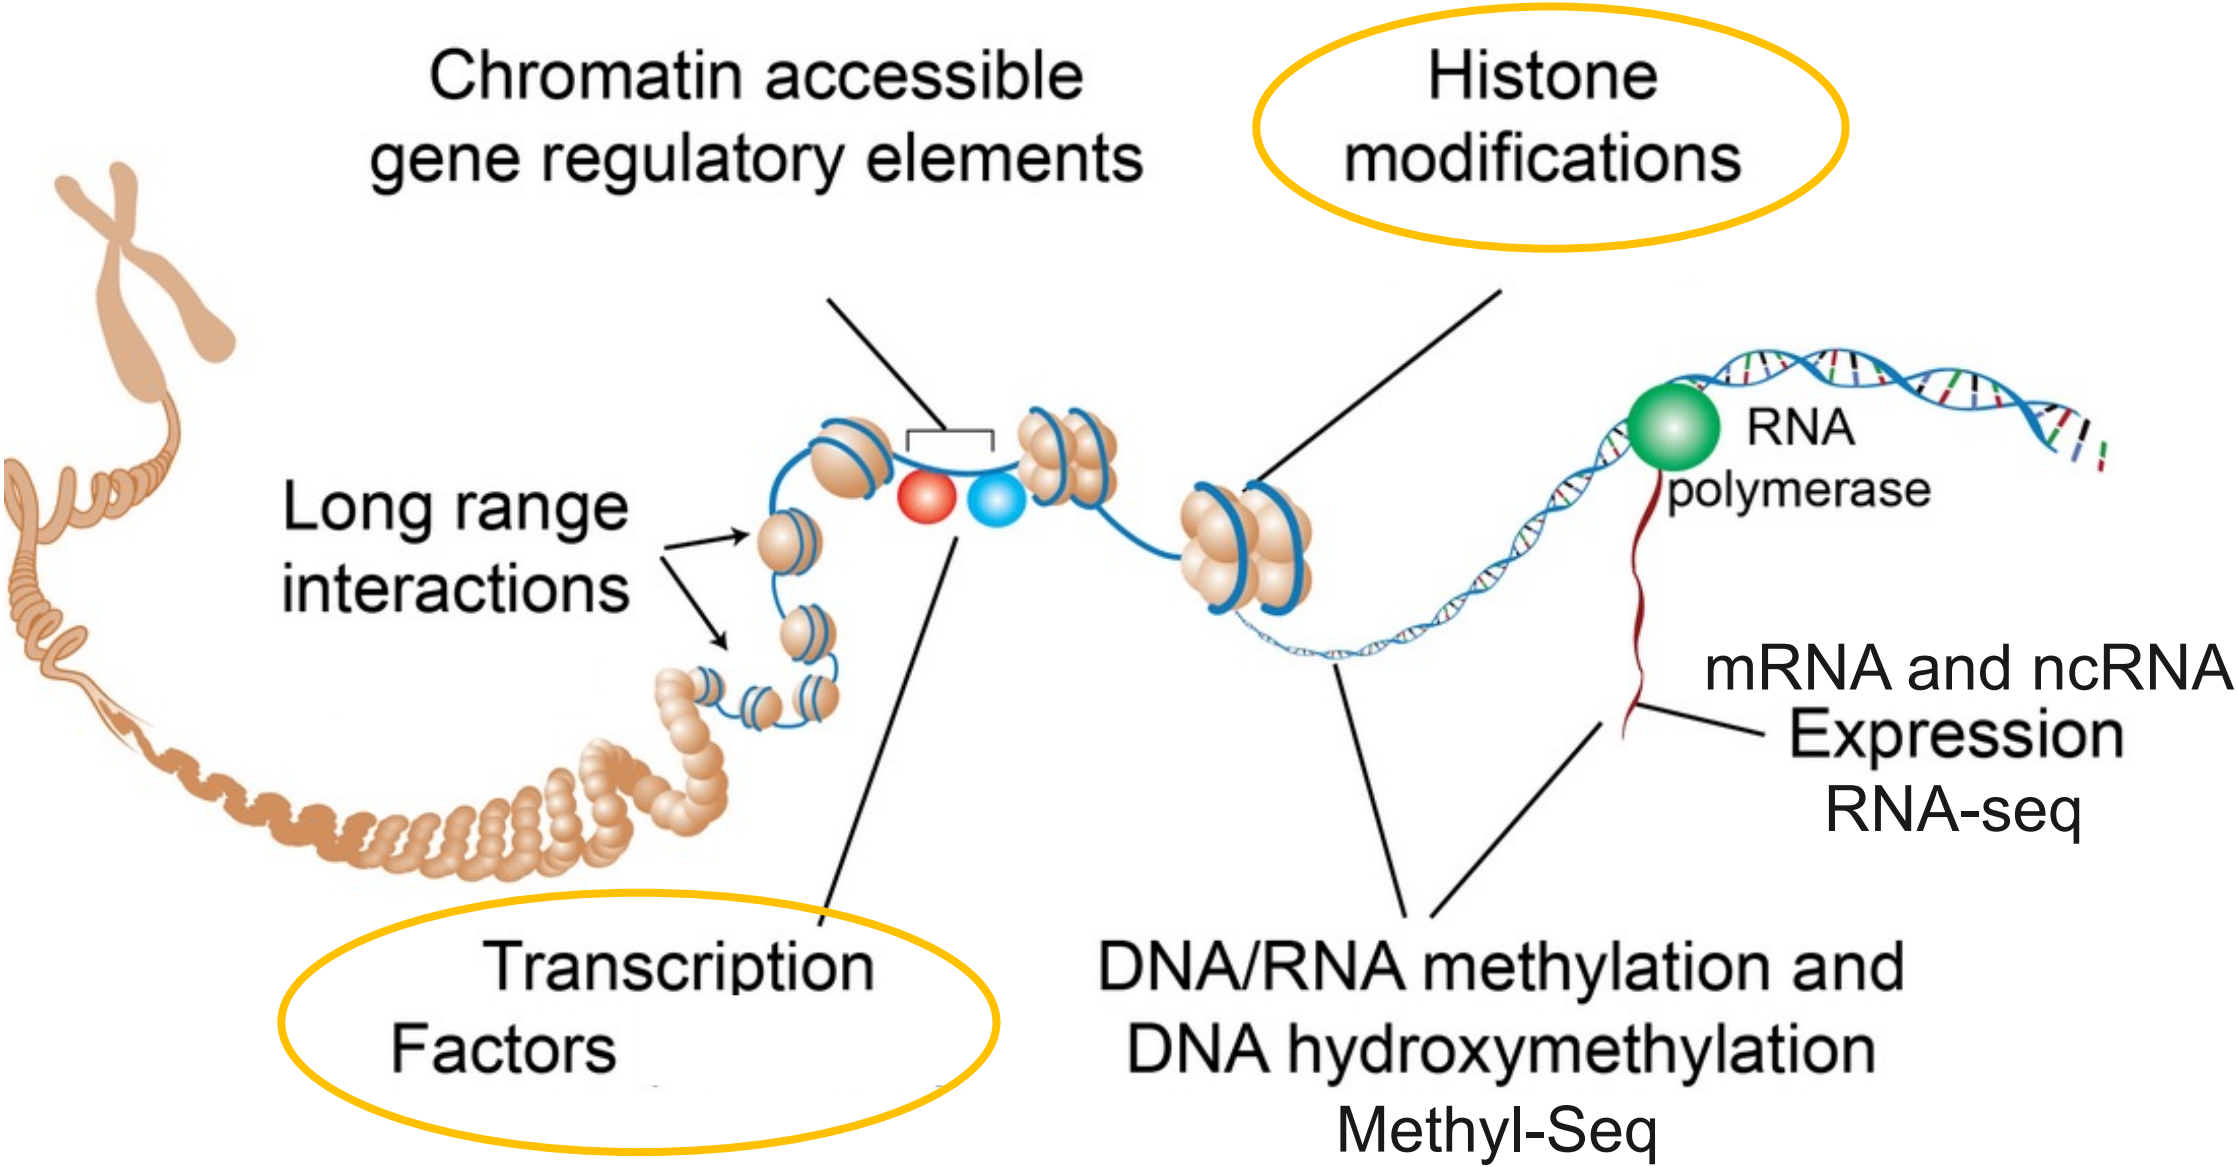 Chromatin accessible
gene regulatory elements
Histone
modifications
Long range
interactions
RNA
polymerase
mRNA and ncRNA
Expression
RNA-seq
Transcription
Factors
DNA/RNA methylation and
DNA hydroxymethylation
Methyl-Seq